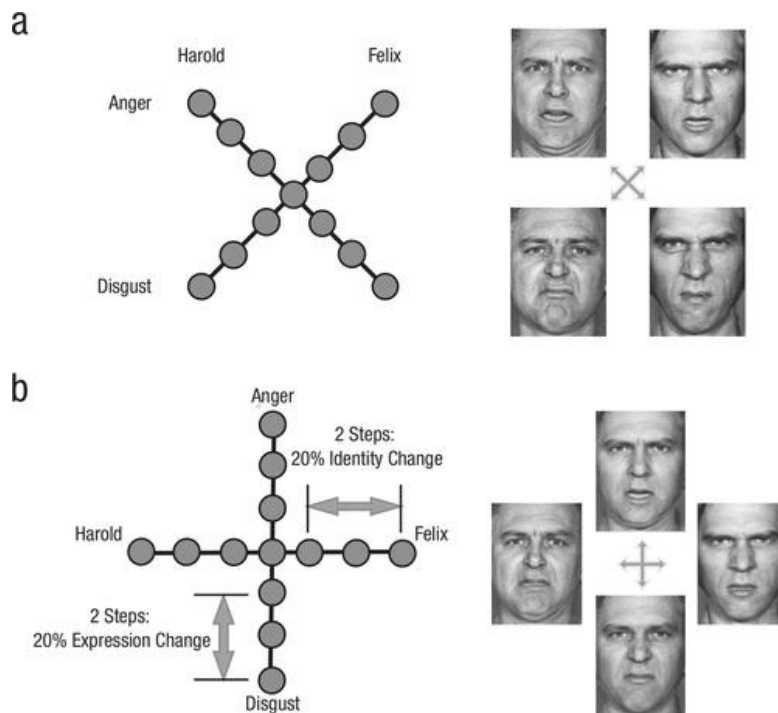 a
Harold
Felix
Anger
Disgust
b
Anger
2 Steps:
20% Identity Change
Harold
Felix
2 Steps:
20% Expression Change
Disgust